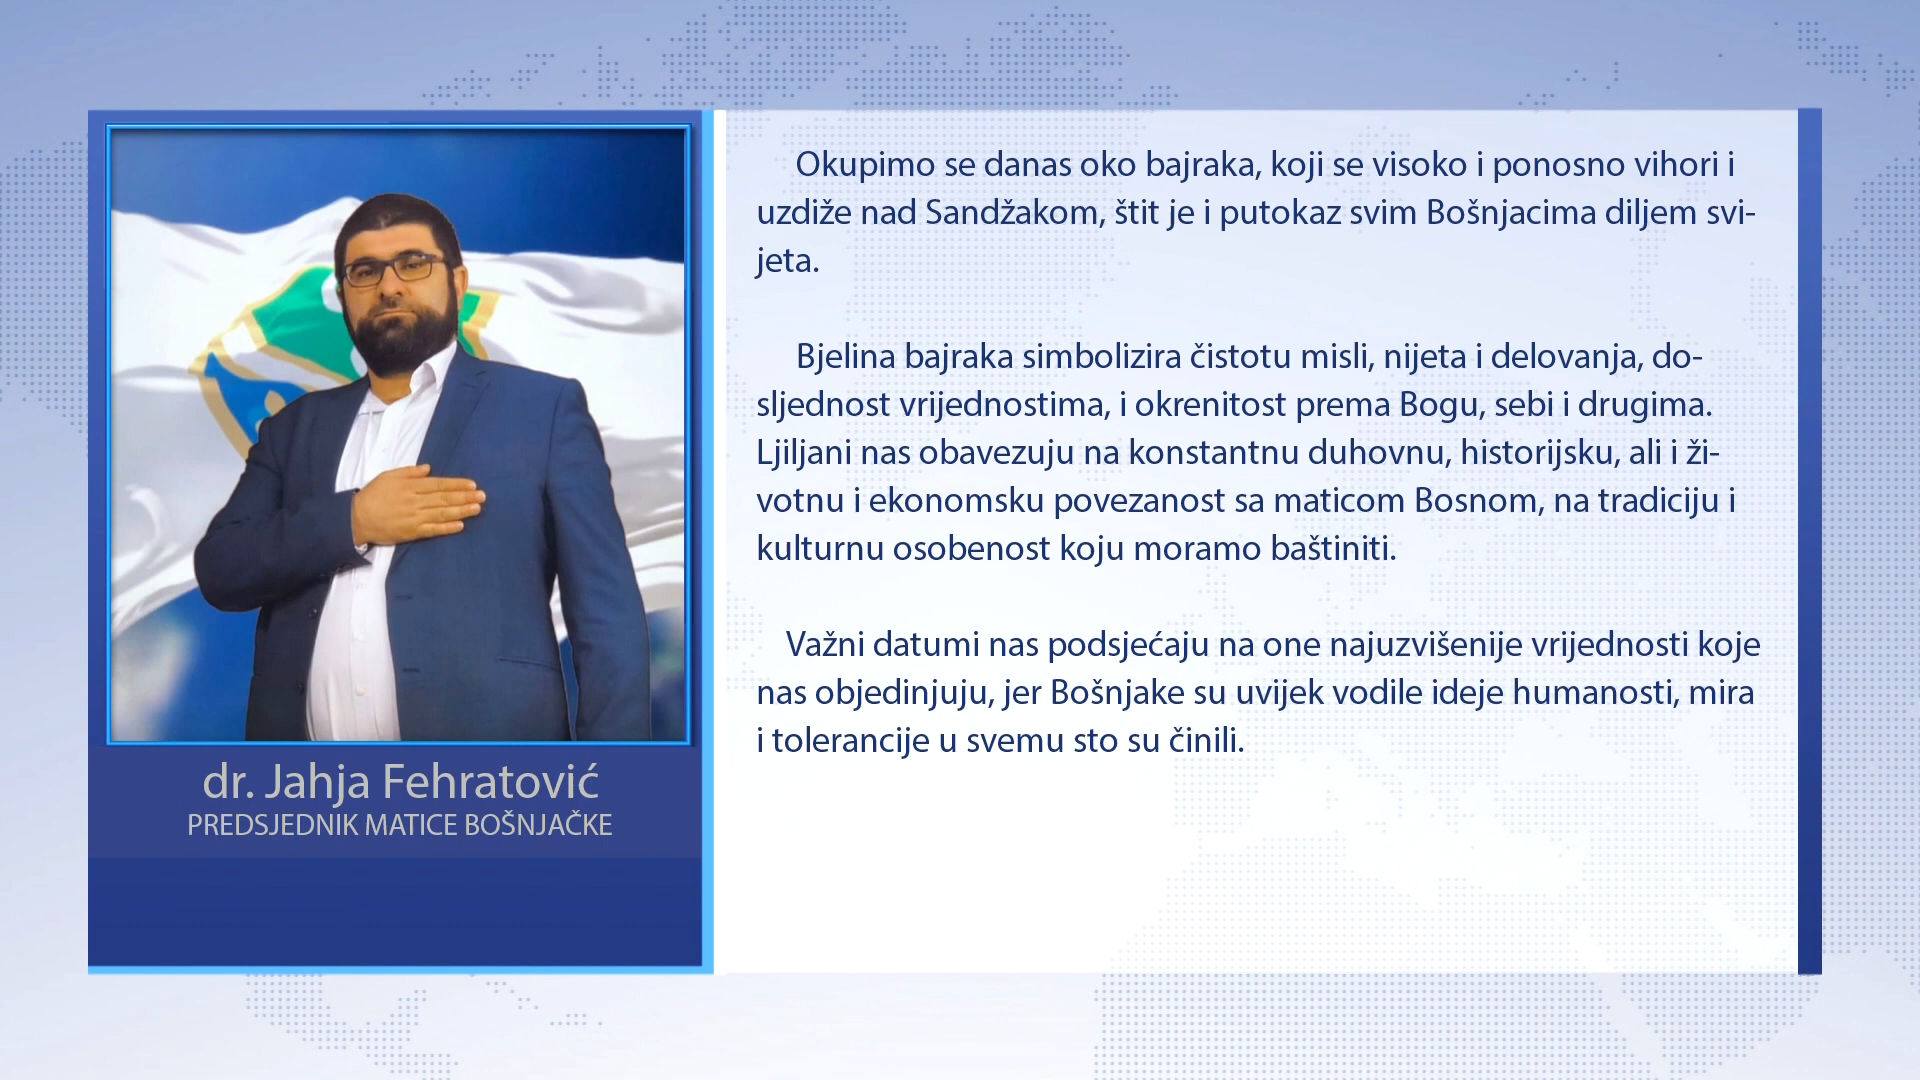 Okupimo se danas oko bajraka, koji se visoko i ponosno vihori i
uzdiže nad Sandžakom, štit je i putokaz svim Bošnjacima diljem svi-
jeta.
Bjelina bajraka simbolizira čistotu misli, nijeta i delovanja, do-
sljednost vrijednostima, i okrenitost prema Bogu, sebi i drugima.
Ljiljani nas obavezuju na konstantnu duhovnu, historijsku, ali i ži-
votnu i ekonomsku povezanost sa maticom Bosnom, na tradiciju i
kulturnu osobenost koju moramo baštiniti.
Važni datumi nas podsjećaju na one najuzvišenije vrijednosti koje
nas objedinjuju, jer Bošnjake su uvijek vodile ideje humanosti, mira
i tolerancije u svemu sto su činili.
dr. Jahja Fehratović
PREDSJEDNIK MATICE BOŠNJAČKE